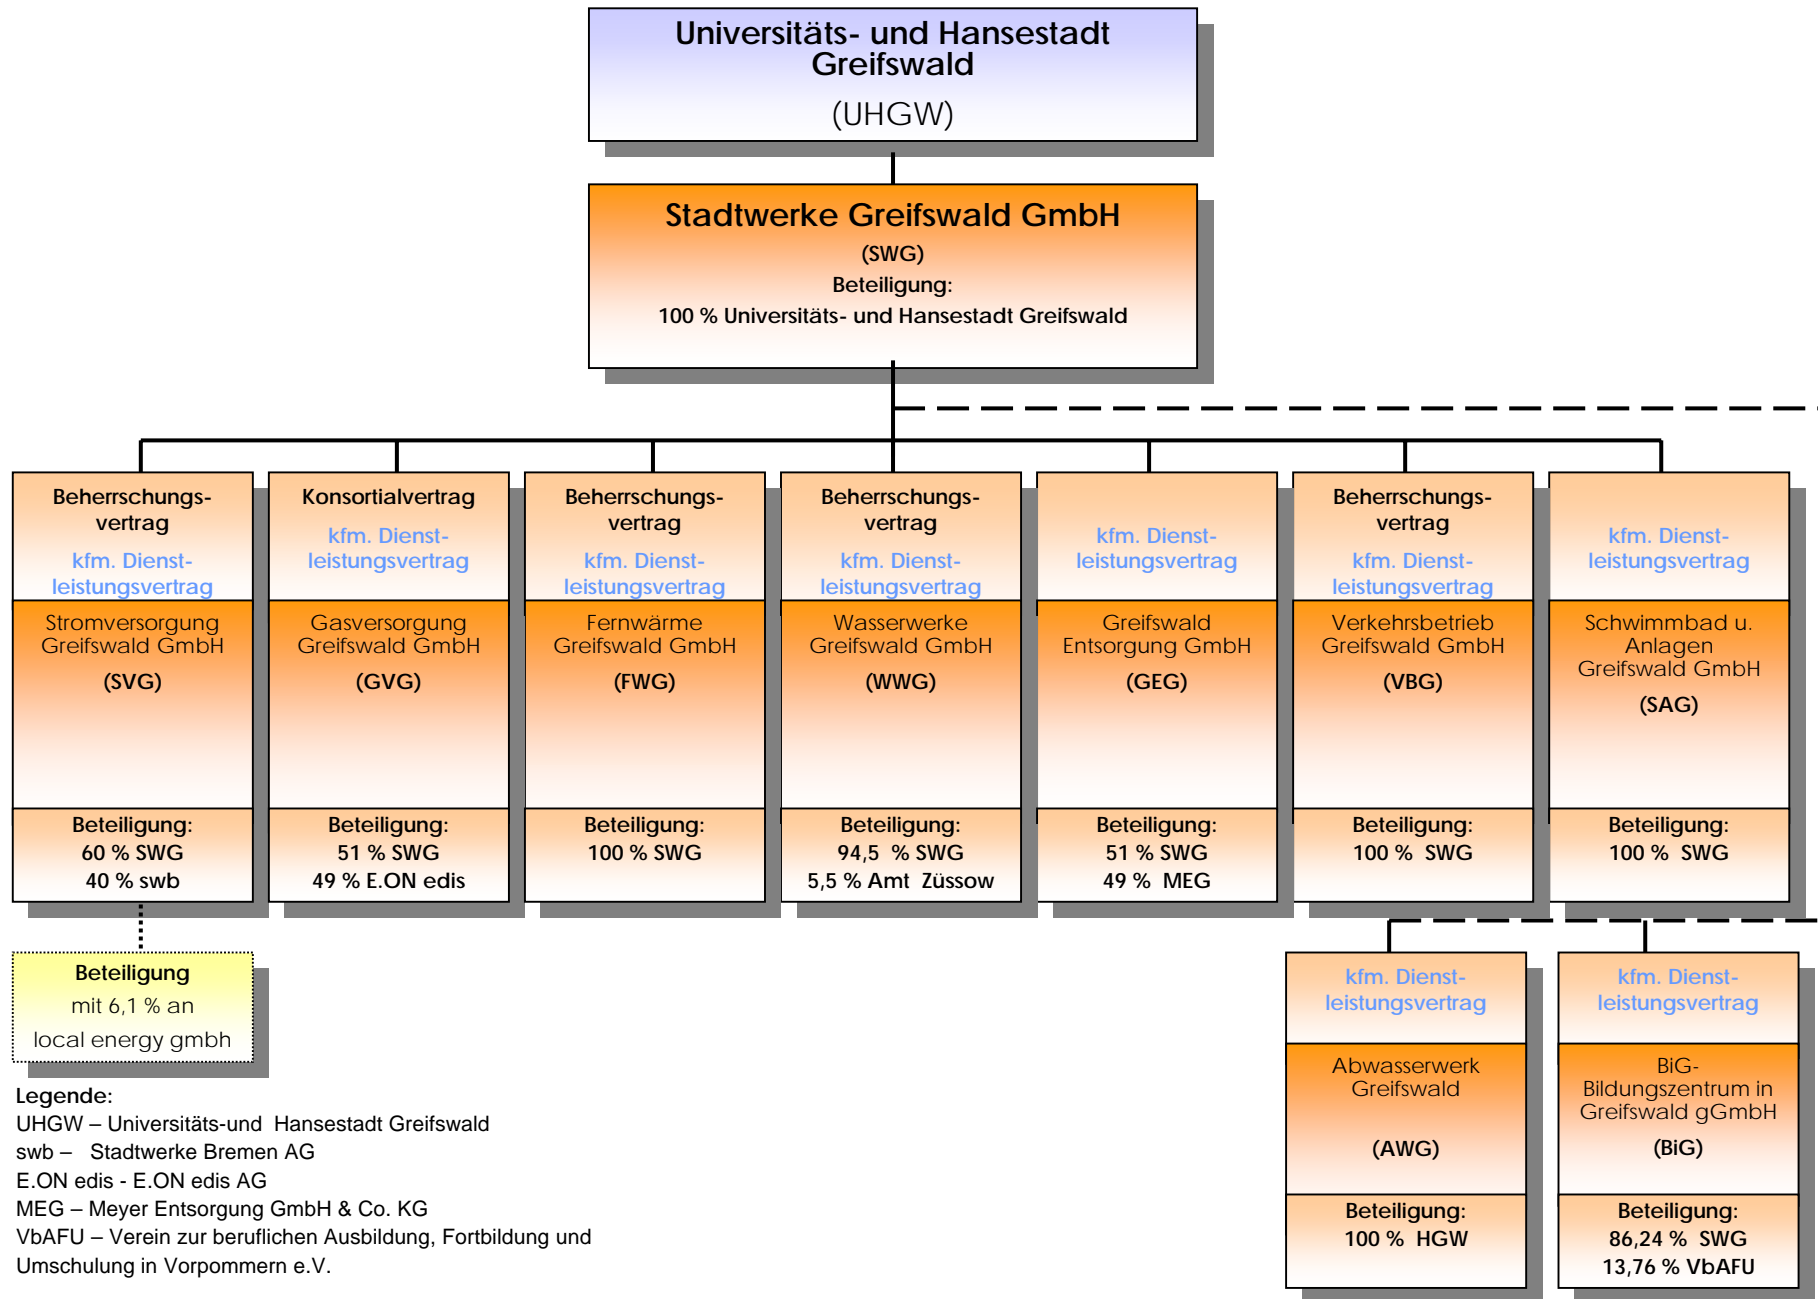 Universitäts- und Hansestadt
Greifswald
(UHGW)
Stadtwerke Greifswald GmbH
(SWG)
Beteiligung:
100 % Universitäts- und Hansestadt Greifswald
Beherrschungs-
vertrag
kfm. Dienst-
leistungsvertrag
Stromversorgung
Greifswald GmbH
(SVG)
Beteiligung:
60 % SWG
40 % swb
Konsortialvertrag
kfm. Dienst-
leistungsvertrag
Gasversorgung
Greifswald GmbH
(GVG)
Beteiligung:
51 % SWG
49 % E.ON edis
Beherrschungs-
vertrag
kfm. Dienst-
leistungsvertrag
Fernwärme
Greifswald GmbH
(FWG)
Beteiligung:
100 % SWG
Beherrschungs-
vertrag
kfm. Dienst-
leistungsvertrag
Wasserwerke
Greifswald GmbH
(WWG)
Beteiligung:
94,5 % SWG
5,5 % Amt Züssow
kfm. Dienst-
leistungsvertrag
Greifswald
Entsorgung GmbH
(GEG)
Beteiligung:
51 % SWG
49 % MEG
Beherrschungs-
vertrag
kfm. Dienst-
leistungsvertrag
Verkehrsbetrieb
Greifswald GmbH
(VBG)
Beteiligung:
100 % SWG
kfm. Dienst-
leistungsvertrag
Schwimmbad u.
Anlagen
Greifswald GmbH
(SAG)
Beteiligung:
100 % SWG
Beteiligung
mit 6,1 % an
local energy gmbh
kfm. Dienst-
leistungsvertrag
Abwasserwerk
Greifswald
(AWG)
Beteiligung:
100 % HGW
kfm. Dienst-
leistungsvertrag
BiG-
Bildungszentrum in
Greifswald gGmbH
(BiG)
Beteiligung:
86,24 % SWG
13,76 % VbAFU
Legende:
UHGW – Universitäts-und Hansestadt Greifswald
swb – Stadtwerke Bremen AG
E.ON edis - E.ON edis AG
MEG – Meyer Entsorgung GmbH & Co. KG
VbAFU – Verein zur beruflichen Ausbildung, Fortbildung und
Umschulung in Vorpommern e.V.